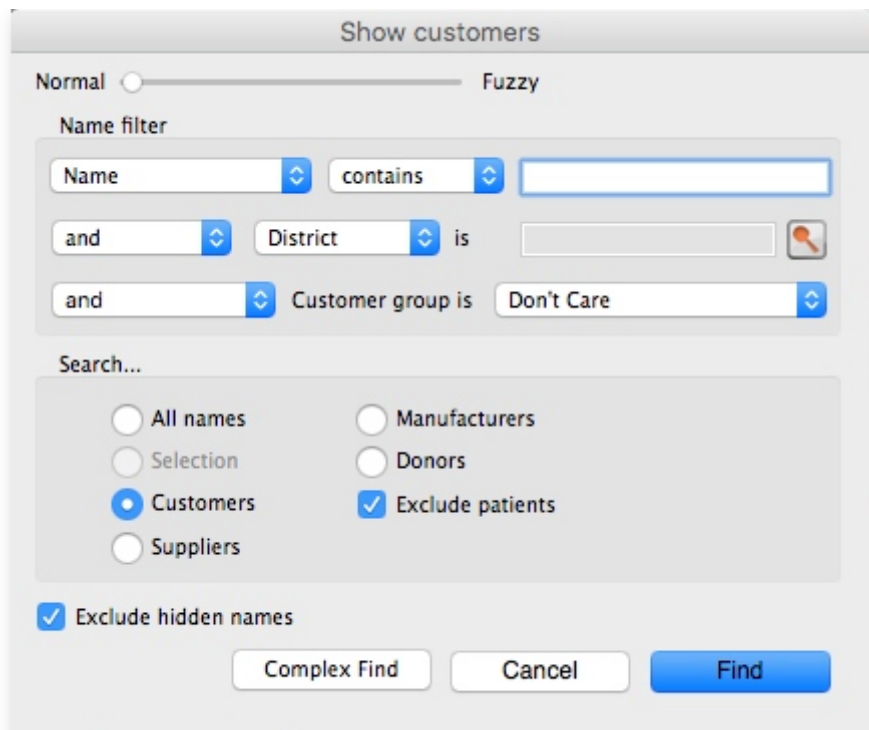 Show customers
Normal Fuzzy
Name filter
Name contains
and District is
and Customer group is Don't Care
Search...
All names Manufacturers
Selection Donors
Customers Exclude patients
Suppliers
Exclude hidden names
Complex Find Cancel Find